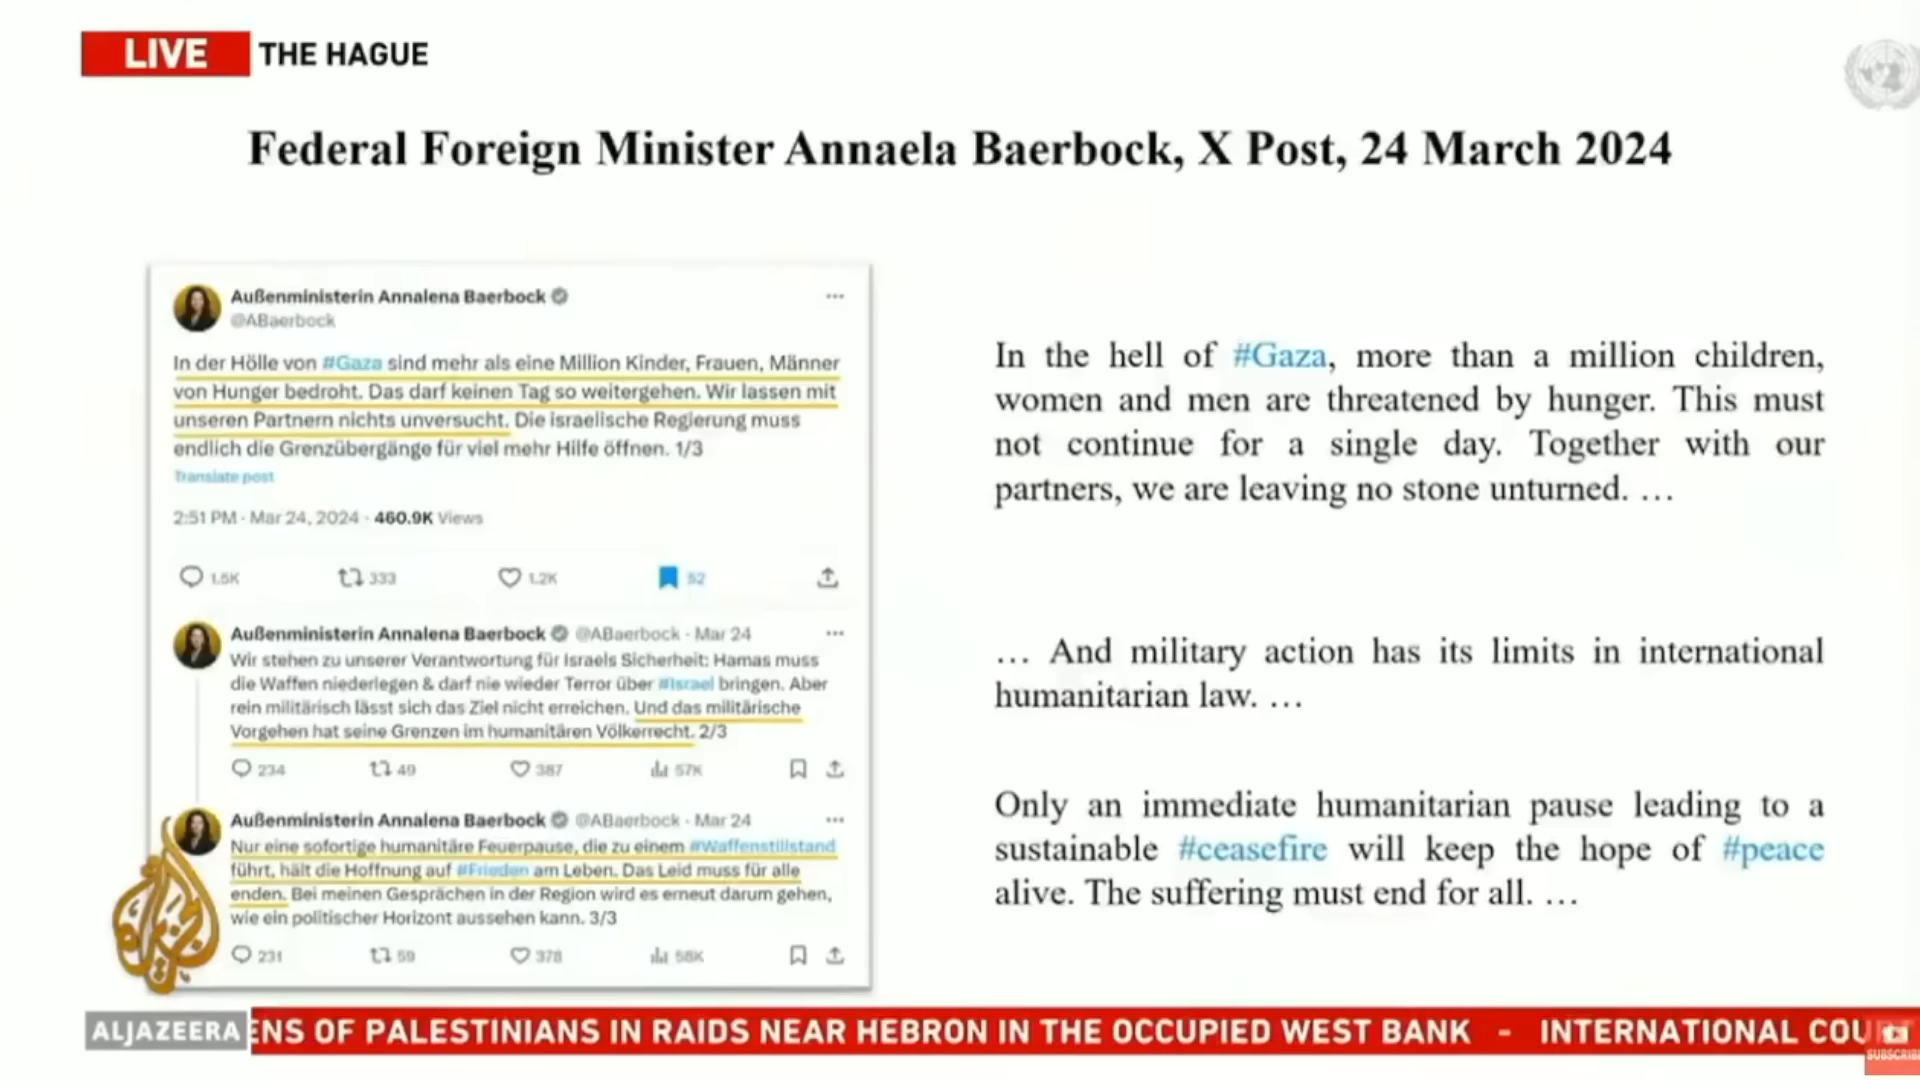 LIVE THE HAGUE
Federal Foreign Minister Annaela Baerbock, X Post, 24 March 2024
Außenministerin Annalena Baerbock
@ABaerbock
In der Hölle von #Gaza sind mehr als eine Million Kinder, Frauen, Männer
von Hunger bedroht. Das darf keinen Tag so weitergehen. Wir lassen mit
unseren Partnern nichts unversucht. Die israelische Regierung muss
endlich die Grenzübergänge für viel mehr Hilfe öffnen. 1/3
Translate post
2:51 PM · Mar 24, 2024 · 460.9K Views
1.5K 333 1.2K 52
Außenministerin Annalena Baerbock @ABaerbock · Mar 24
Wir stehen zu unserer Verantwortung für Israels Sicherheit: Hamas muss
die Waffen niederlegen & darf nie wieder Terror über #Israel bringen. Aber
rein militärisch lässt sich das Ziel nicht erreichen. Und das militärische
Vorgehen hat seine Grenzen im humanitären Völkerrecht. 2/3
234 49 387 57K
Außenministerin Annalena Baerbock @ABaerbock · Mar 24
Nur eine sofortige humanitäre Feuerpause, die zu einem #Waffenstillstand
führt, hält die Hoffnung auf #Frieden am Leben. Das Leid muss für alle
enden. Bei meinen Gesprächen in der Region wird es erneut darum gehen,
wie ein politischer Horizont aussehen kann. 3/3
231 59 378 56K
In the hell of #Gaza, more than a million children,
women and men are threatened by hunger. This must
not continue for a single day. Together with our
partners, we are leaving no stone unturned. …
… And military action has its limits in international
humanitarian law. …
Only an immediate humanitarian pause leading to a
sustainable #ceasefire will keep the hope of #peace
alive. The suffering must end for all. …
ALJAZEERA ENS OF PALESTINIANS IN RAIDS NEAR HEBRON IN THE OCCUPIED WEST BANK - INTERNATIONAL COU
SUBSCRIB